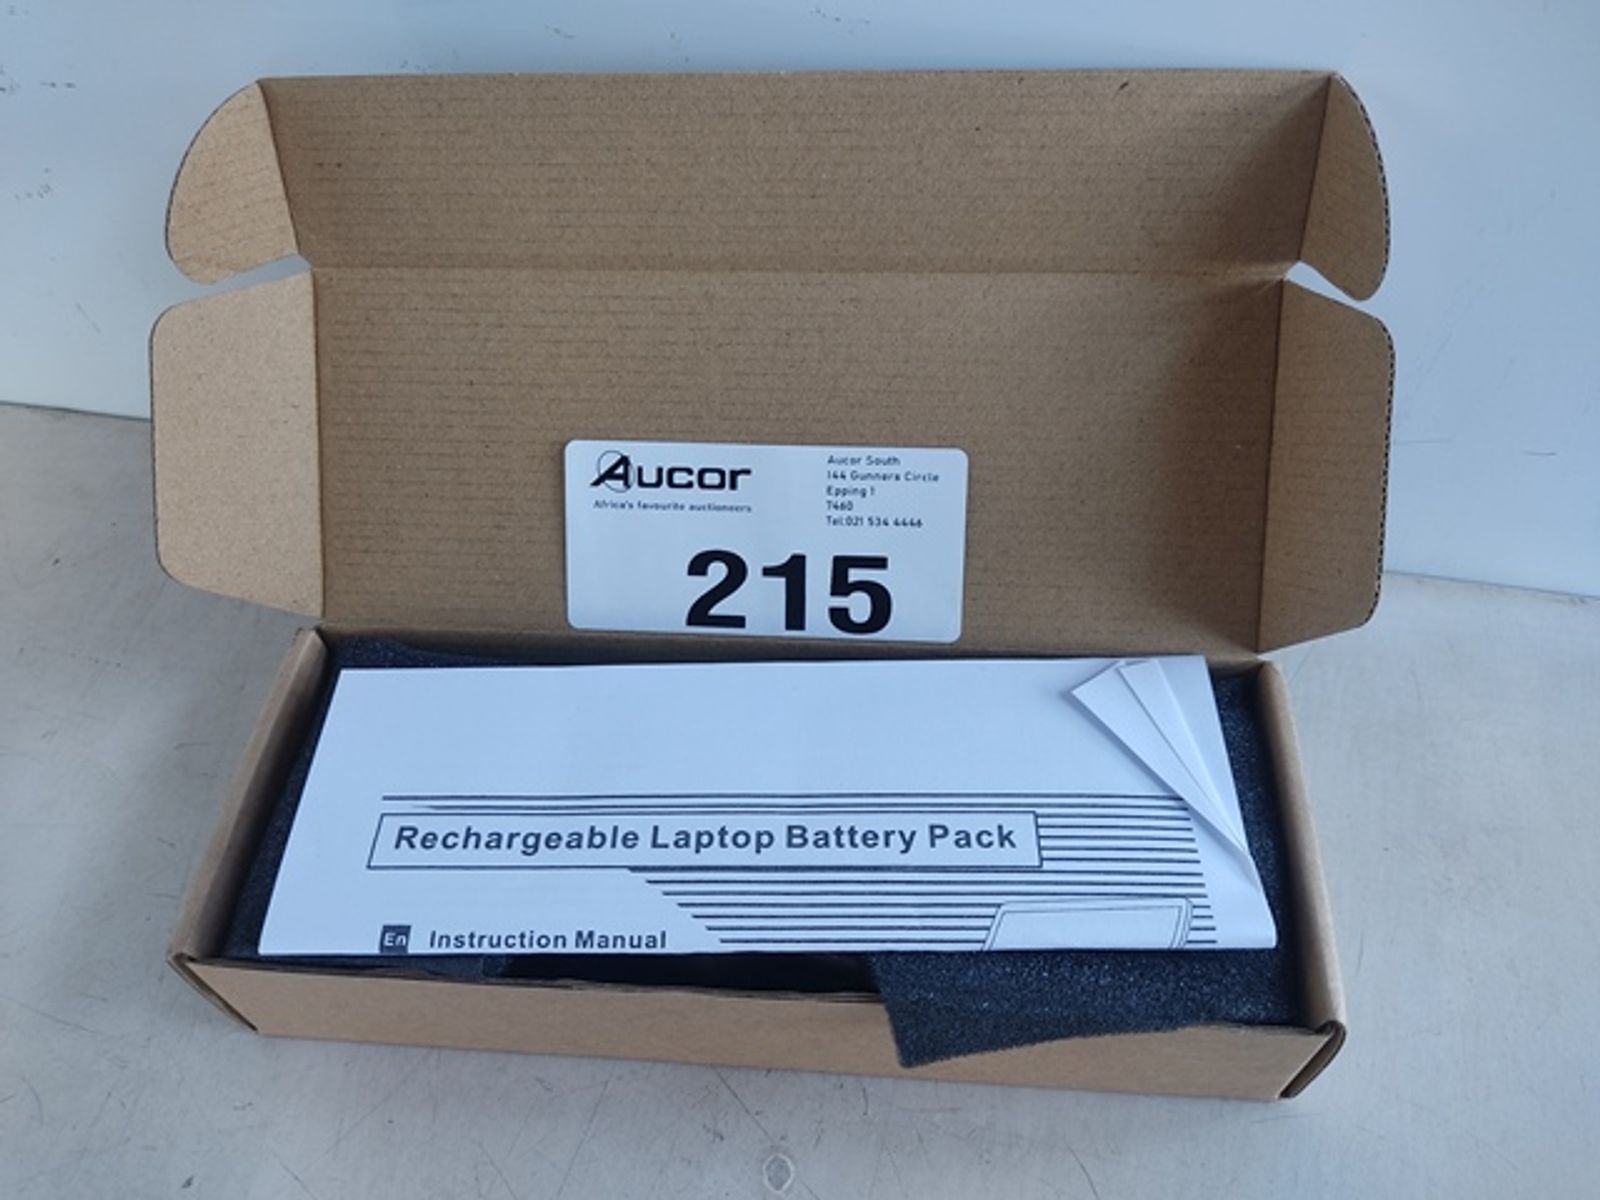 Aucor
Africa's favourite auctioneers
Aucor South
144 Gunners Circle
Epping 1
7460
Tel:021 534 4446
215
Rechargeable Laptop Battery Pack
En Instruction Manual